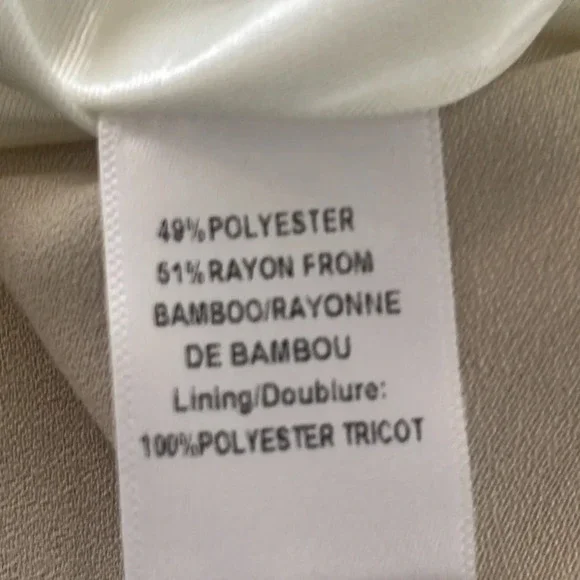 49%POLYESTER
51%RAYON FROM
BAMBOO/RAYONNE
DE BAMBOU
Lining/Doublure:
100%POLYESTER TRICOT